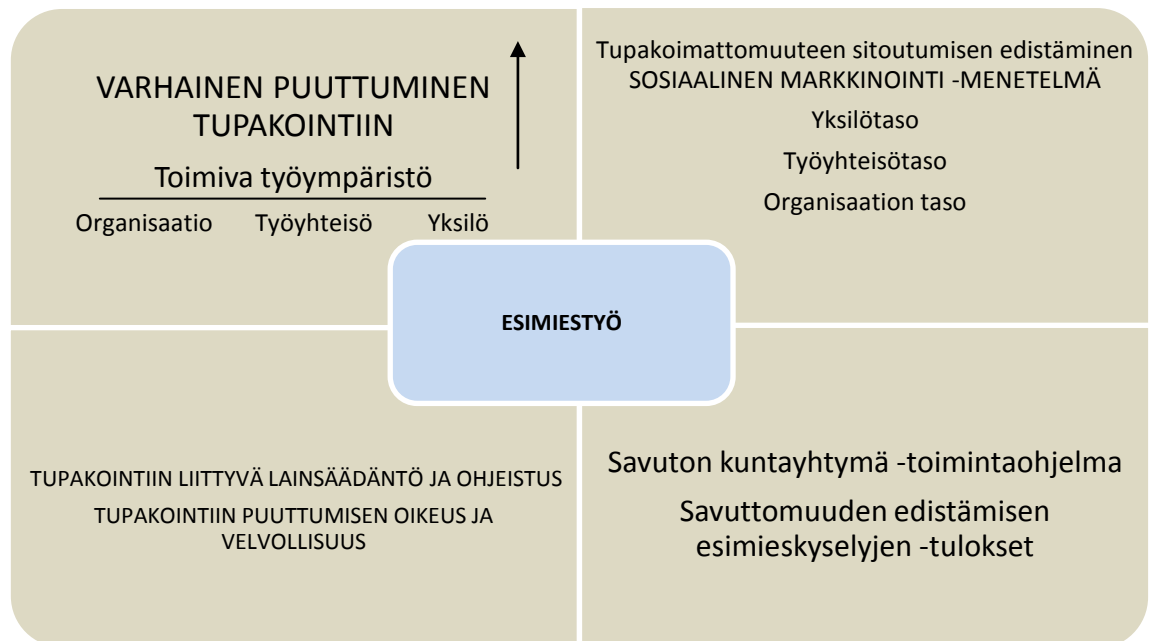 VARHAINEN PUUTTUMINEN
TUPAKOINTIIN
Toimiva työympäristö
Organisaatio Työyhteisö Yksilö
Tupakoimattomuuteen sitoutumisen edistäminen
SOSIAALINEN MARKKINOINTI -MENETELMÄ
Yksilötaso
Työyhteisötaso
Organisaation taso
ESIMIESTYÖ
TUPAKOINTIIN LIITTYVÄ LAINSÄÄDÄNTÖ JA OHJEISTUS
TUPAKOINTIIN PUUTTUMISEN OIKEUS JA
VELVOLLISUUS
Savuton kuntayhtymä -toimintaohjelma
Savuttomuuden edistämisen
esimieskyselyjen -tulokset